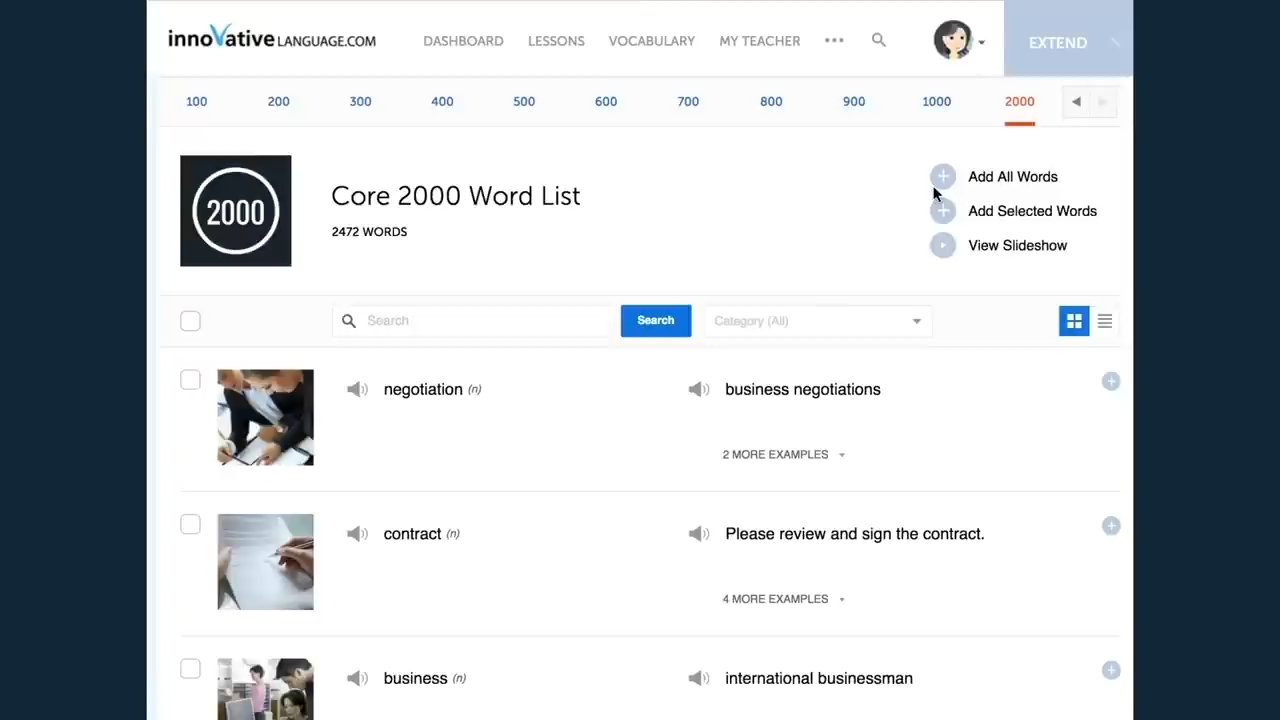 innoVative LANGUAGE.COM DASHBOARD LESSONS VOCABULARY MY TEACHER ••• EXTEND
100 200 300 400 500 600 700 800 900 1000 2000
2000
Core 2000 Word List
2472 WORDS
Add All Words
Add Selected Words
View Slideshow
Search Search Category (All)
negotiation (n) business negotiations
2 MORE EXAMPLES
contract (n) Please review and sign the contract.
4 MORE EXAMPLES
business (n) international businessman